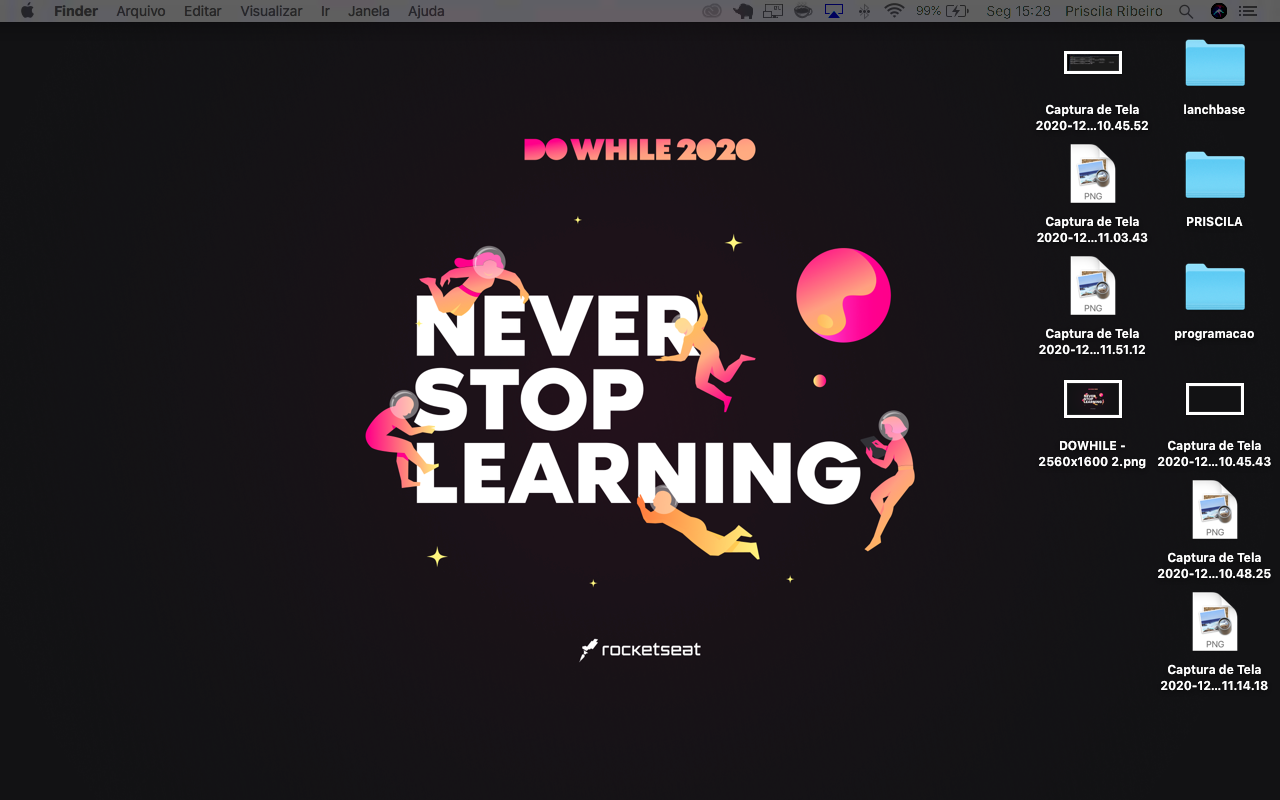 Finder Arquivo Editar Visualizar Ir Janela Ajuda 99% Seg 15:28 Priscila Ribeiro
DO WHILE 2020
NEVER
STOP
LEARNING
rocketseat
Captura de Tela
2020-12...10.45.52
lanchbase
PNG
Captura de Tela
2020-12...11.03.43
PRISCILA
PNG
Captura de Tela
2020-12...11.51.12
programacao
NEVER
STOP
LEARNING
DOWHILE -
2560x1600 2.png
Captura de Tela
2020-12...10.45.43
PNG
Captura de Tela
2020-12...10.48.25
PNG
Captura de Tela
2020-12...11.14.18